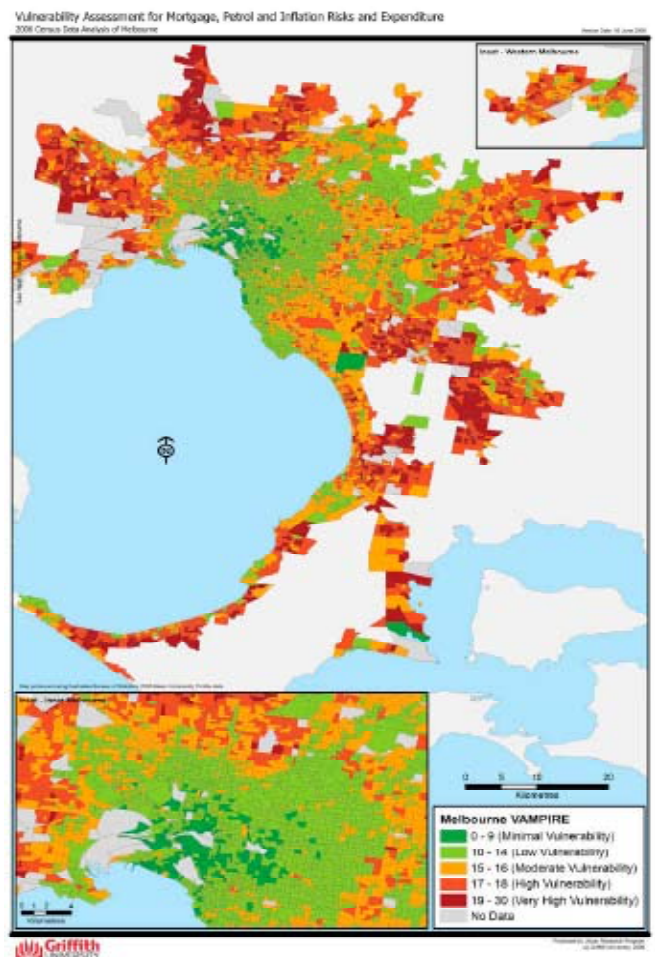 Vulnerability Assessment for Mortgage, Petrol and Inflation Risks and Expenditure
2006 Census Data Analysis of Melbourne
Inset - Western Melbourne
0 5 10 20
Kilometres
Melbourne VAMPIRE
0 - 9 (Minimal Vulnerability)
10 - 14 (Low Vulnerability)
15 - 16 (Moderate Vulnerability)
17 - 18 (High Vulnerability)
19 - 30 (Very High Vulnerability)
No Data
Kilometres
Griffith
UNIVERSITY